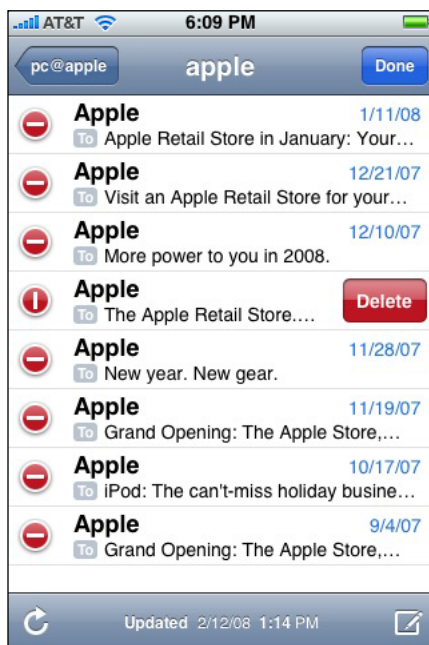 AT&T 6:09 PM
pc@apple apple Done
Apple 1/11/08
To Apple Retail Store in January: Your…
Apple 12/21/07
To Visit an Apple Retail Store for your…
Apple 12/10/07
To More power to you in 2008.
Apple
To The Apple Retail Store.… Delete
Apple 11/28/07
To New year. New gear.
Apple 11/19/07
To Grand Opening: The Apple Store,…
Apple 10/17/07
To iPod: The can't-miss holiday busine…
Apple 9/4/07
To Grand Opening: The Apple Store,…
Updated 2/12/08 1:14 PM